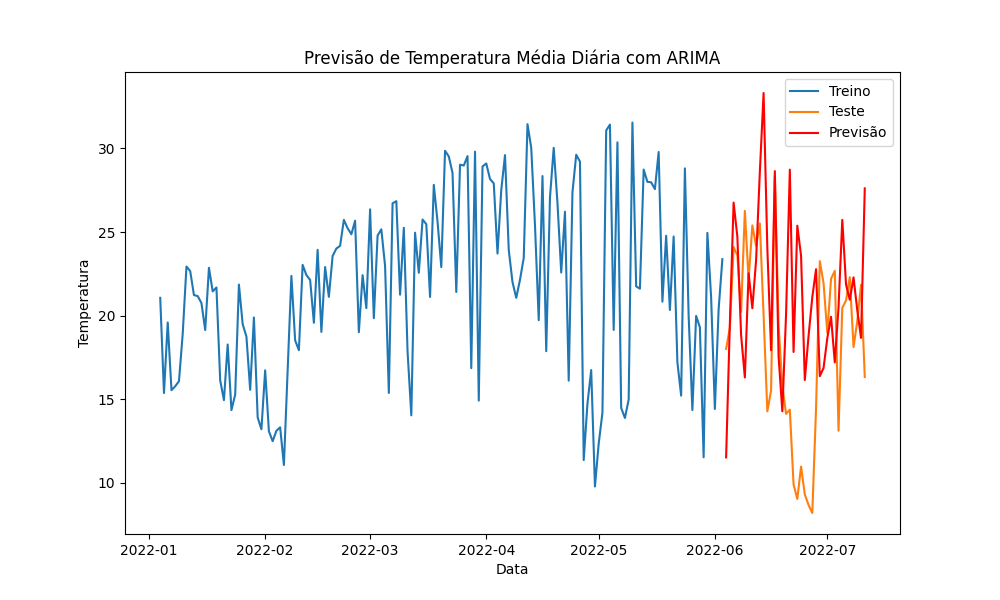 Previsão de Temperatura Média Diária com ARIMA
Treino
Teste
Previsão
Temperatura
30
25
20
15
10
2022-01 2022-02 2022-03 2022-04 2022-05 2022-06 2022-07
Data